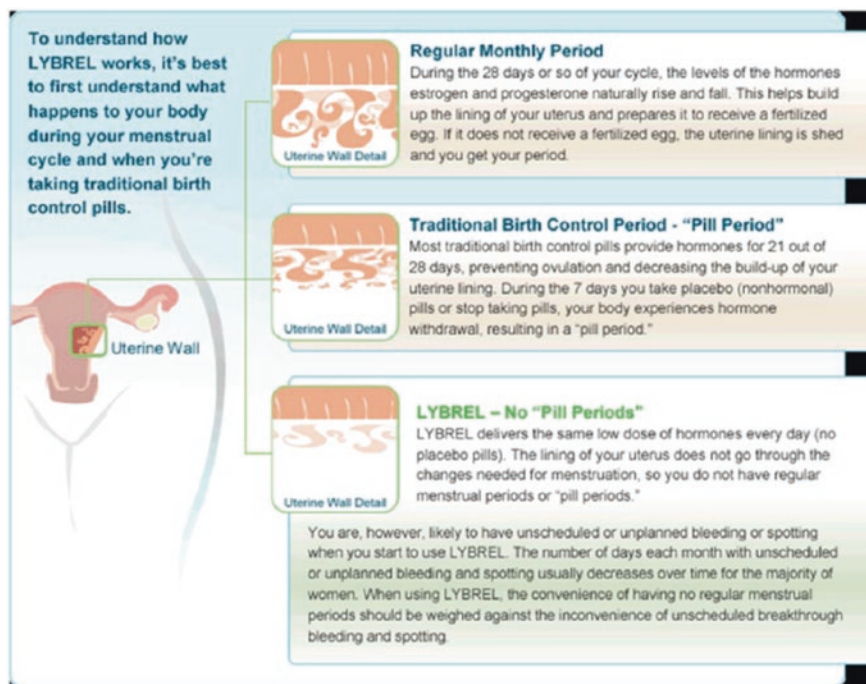 To understand how
LYBREL works, it's best
to first understand what
happens to your body
during your menstrual
cycle and when you're
taking traditional birth
control pills.
Uterine Wall
Uterine Wall Detail
Regular Monthly Period
During the 28 days or so of your cycle, the levels of the hormones
estrogen and progesterone naturally rise and fall. This helps build
up the lining of your uterus and prepares it to receive a fertilized
egg. If it does not receive a fertilized egg, the uterine lining is shed
and you get your period.
Uterine Wall Detail
Traditional Birth Control Period - “Pill Period”
Most traditional birth control pills provide hormones for 21 out of
28 days, preventing ovulation and decreasing the build-up of your
uterine lining. During the 7 days you take placebo (nonhormonal)
pills or stop taking pills, your body experiences hormone
withdrawal, resulting in a “pill period.”
Uterine Wall Detail
LYBREL – No “Pill Periods”
LYBREL delivers the same low dose of hormones every day (no
placebo pills). The lining of your uterus does not go through the
changes needed for menstruation, so you do not have regular
menstrual periods or “pill periods.”
You are, however, likely to have unscheduled or unplanned bleeding or spotting
when you start to use LYBREL. The number of days each month with unscheduled
or unplanned bleeding and spotting usually decreases over time for the majority of
women. When using LYBREL, the convenience of having no regular menstrual
periods should be weighed against the inconvenience of unscheduled breakthrough
bleeding and spotting.